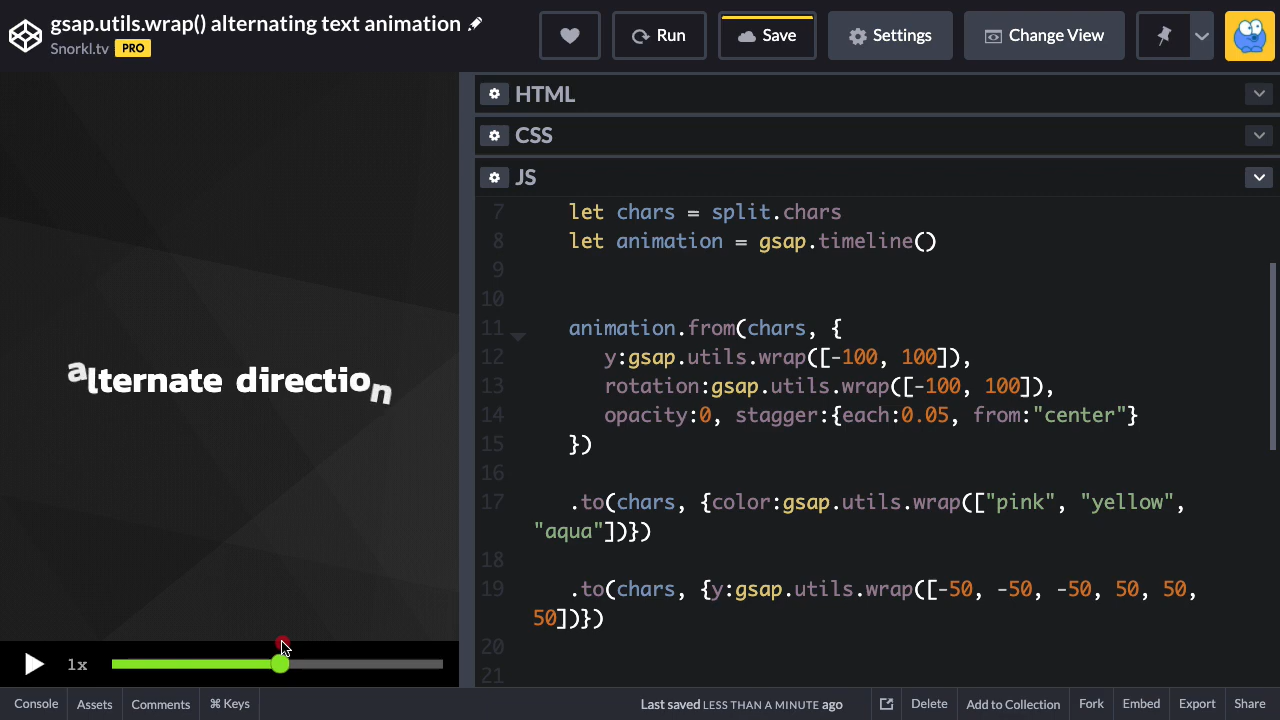 gsap.utils.wrap() alternating text animation
Snorkl.tv PRO
Run
Save
Settings
Change View
HTML
CSS
JS
alternate direction
7 let chars = split.chars
8 let animation = gsap.timeline()
9
10
11 animation.from(chars, {
12 y:gsap.utils.wrap([-100, 100]),
13 rotation:gsap.utils.wrap([-100, 100]),
14 opacity:0, stagger:{each:0.05, from:"center"}
15 })
16
17 .to(chars, {color:gsap.utils.wrap(["pink", "yellow",
"aqua"])})
18
19 .to(chars, {y:gsap.utils.wrap([-50, -50, -50, 50, 50,
50])})
20
21
1x
Console
Assets
Comments
⌘ Keys
Last saved LESS THAN A MINUTE ago
Delete
Add to Collection
Fork
Embed
Export
Share